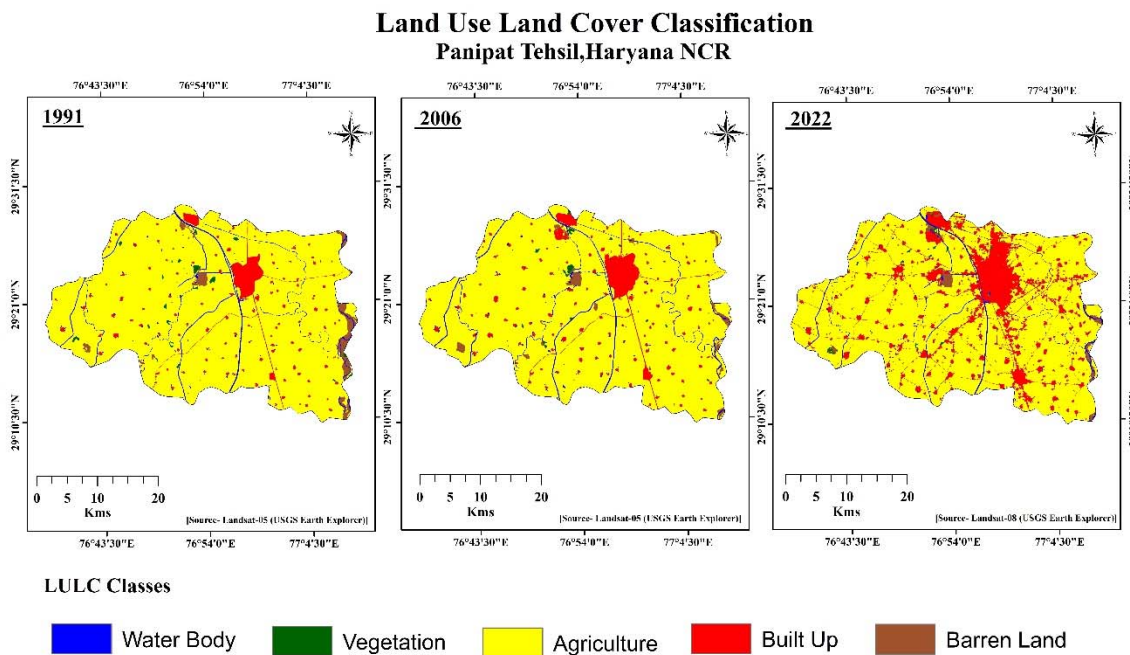 Land Use Land Cover Classification
Panipat Tehsil,Haryana NCR
76°43'30"E 76°54'0"E 77°4'30"E
76°43'30"E 76°54'0"E 77°4'30"E
76°43'30"E 76°54'0"E 77°4'30"E
1991
2006
2022
29°31'30"N
29°21'0"N
29°10'30"N
29°31'30"N
29°21'0"N
29°10'30"N
29°31'30"N
29°21'0"N
29°10'30"N
0 5 10 20
Kms
0 5 10 20
Kms
0 5 10 20
Kms
[Source- Landsat-05 (USGS Earth Explorer)]
[Source- Landsat-05 (USGS Earth Explorer)]
[Source- Landsat-08 (USGS Earth Explorer)]
76°43'30"E 76°54'0"E 77°4'30"E
76°43'30"E 76°54'0"E 77°4'30"E
76°43'30"E 76°54'0"E 77°4'30"E
LULC Classes
Water Body
Vegetation
Agriculture
Built Up
Barren Land